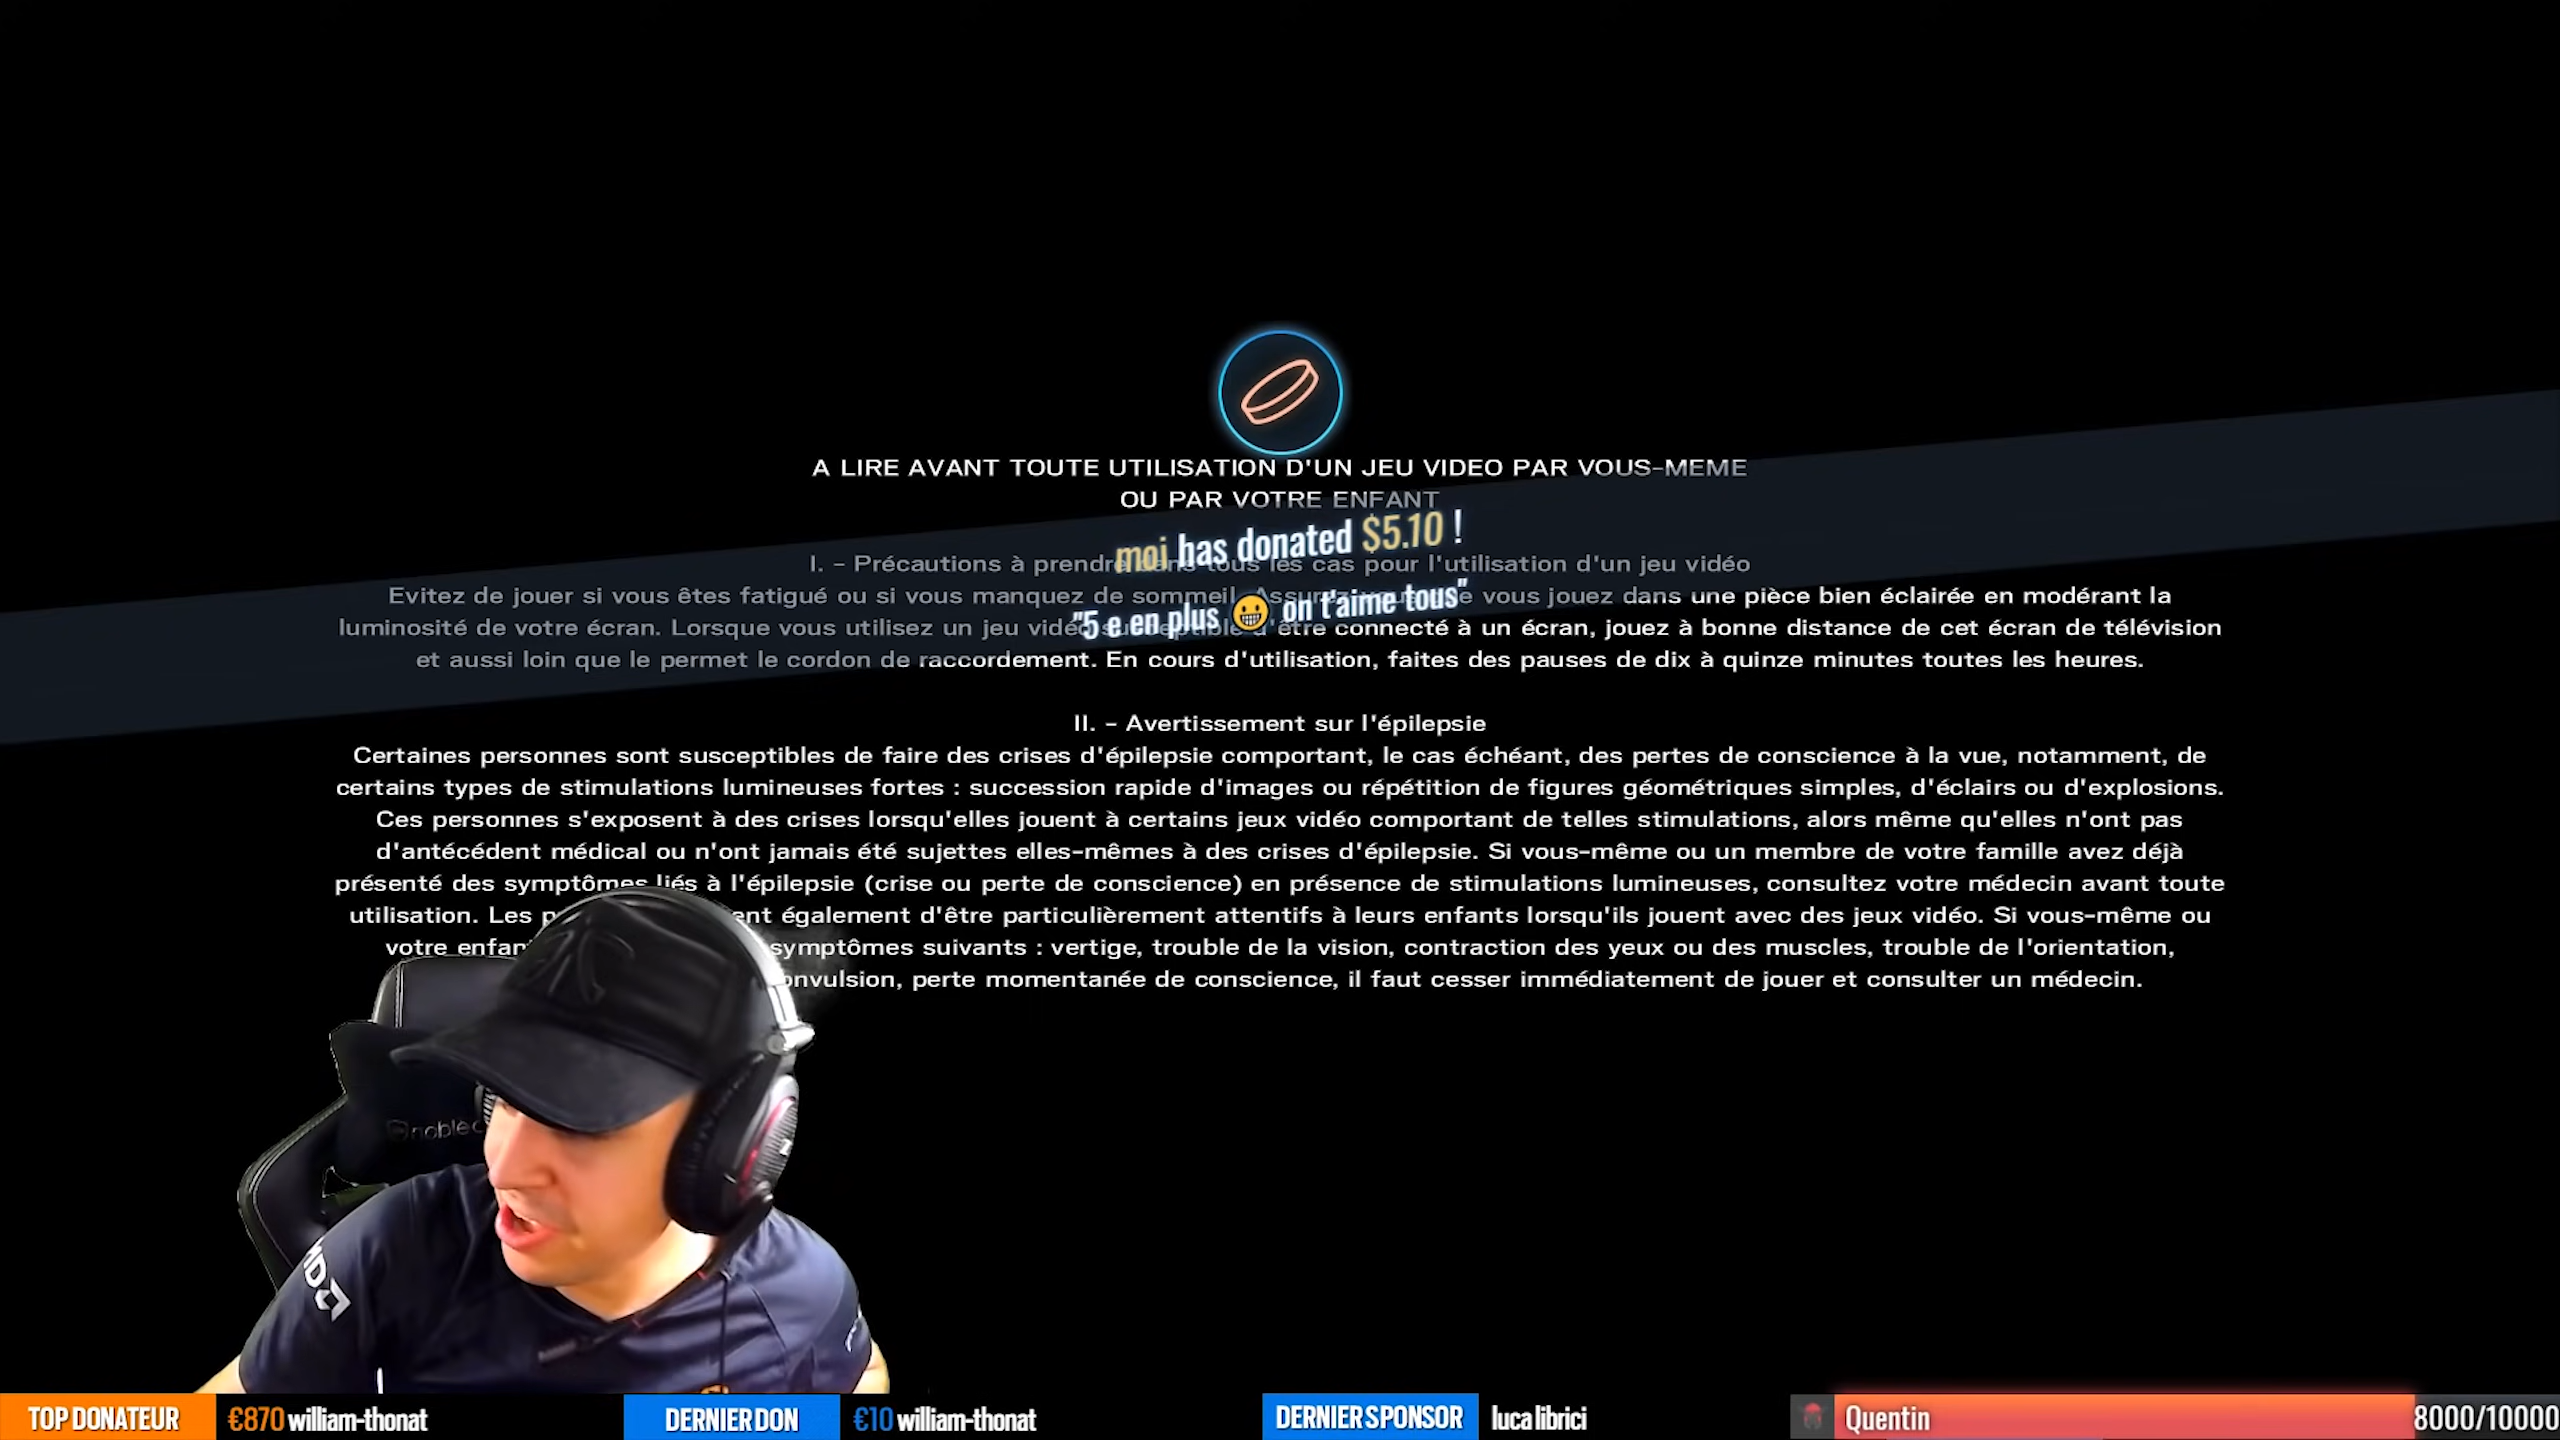 A LIRE AVANT TOUTE UTILISATION D'UN JEU VIDEO PAR VOUS-MEME
OU PAR VOTRE ENFANT
moi has donated $5.10 !
I. - Précautions à prendre les cas pour l'utilisation d'un jeu vidéo
"5 e en plus 😀 on t'aime tous"
Evitez de jouer si vous êtes fatigué ou si vous manquez de sommeil. vous jouez dans une pièce bien éclairée en modérant la
luminosité de votre écran. Lorsque vous utilisez un jeu vidéo d'être connecté à un écran, jouez à bonne distance de cet écran de télévision
et aussi loin que le permet le cordon de raccordement. En cours d'utilisation, faites des pauses de dix à quinze minutes toutes les heures.
II. - Avertissement sur l'épilepsie
Certaines personnes sont susceptibles de faire des crises d'épilepsie comportant, le cas échéant, des pertes de conscience à la vue, notamment, de
certains types de stimulations lumineuses fortes : succession rapide d'images ou répétition de figures géométriques simples, d'éclairs ou d'explosions.
Ces personnes s'exposent à des crises lorsqu'elles jouent à certains jeux vidéo comportant de telles stimulations, alors même qu'elles n'ont pas
d'antécédent médical ou n'ont jamais été sujettes elles-mêmes à des crises d'épilepsie. Si vous-même ou un membre de votre famille avez déjà
présenté des symptômes liés à l'épilepsie (crise ou perte de conscience) en présence de stimulations lumineuses, consultez votre médecin avant toute
utilisation. Les également d'être particulièrement attentifs à leurs enfants lorsqu'ils jouent avec des jeux vidéo. Si vous-même ou
votre symptômes suivants : vertige, trouble de la vision, contraction des yeux ou des muscles, trouble de l'orientation,
perte momentanée de conscience, il faut cesser immédiatement de jouer et consulter un médecin.
TOP DONATEUR €870 william-thonat DERNIER DON €10 william-thonat DERNIER SPONSOR luca librici Quentin 8000/10000